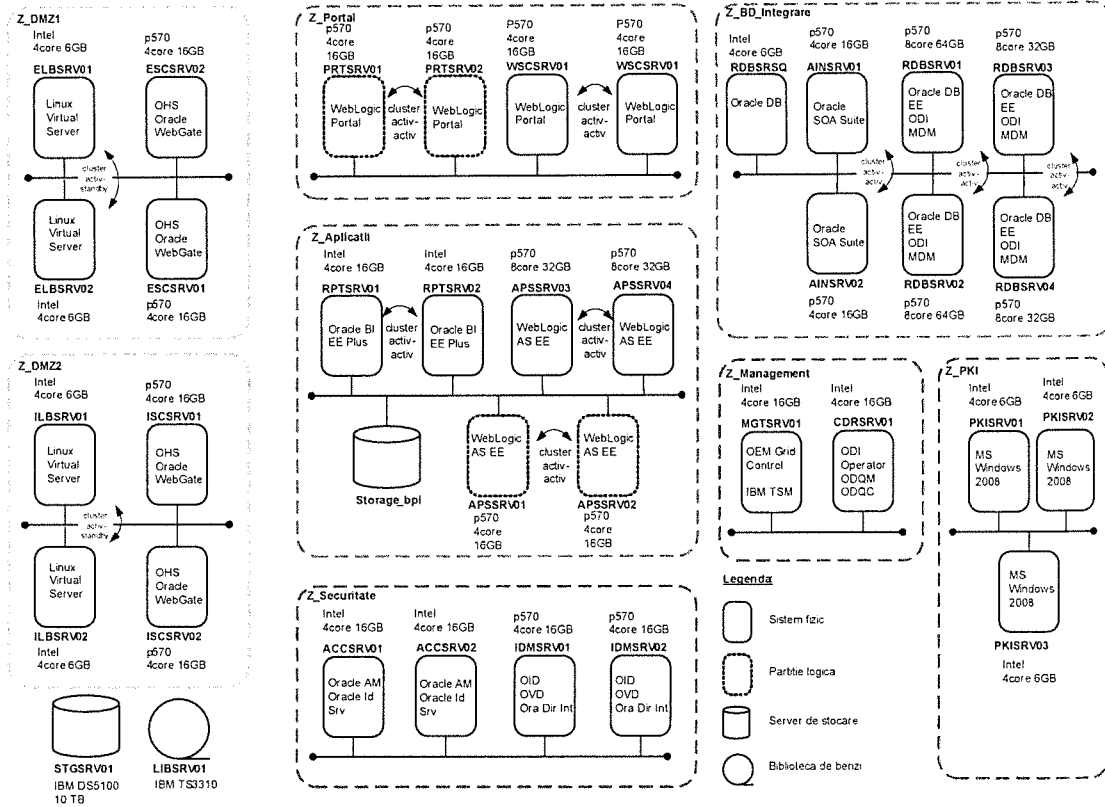 Z_DMZ1
Intel
4core 6GB
p570
4core 16GB
ELBSRV01
ESCSRV02
Linux
Virtual
Server
OHS
Oracle
WebGate
cluster
activ-
standby
Linux
Virtual
Server
OHS
Oracle
WebGate
ELBSRV02
ESCSRV01
Intel
4core 6GB
p570
4core 16GB
Z_DMZ2
Intel
4core 6GB
p570
4core 16GB
ILBSRV01
ISCSRV01
Linux
Virtual
Server
OHS
Oracle
WebGate
cluster
activ-
standby
Linux
Virtual
Server
OHS
Oracle
WebGate
ILBSRV02
ISCSRV02
Intel
4core 6GB
p570
4core 16GB
STGSRV01
IBM DS5100
10 TB
LIBSRV01
IBM TS3310
Z_Portal
p570
4core
16GB
p570
4core
16GB
p570
4core
16GB
p570
4core
16GB
PRTSRV01
PRTSRV02
WSCSRV01
WSCSRV01
WebLogic
Portal
cluster
activ-
activ
WebLogic
Portal
WebLogic
Portal
cluster
activ-
activ
WebLogic
Portal
Z_Aplicatii
Intel
4core 16GB
Intel
4core 16GB
p570
8core 32GB
p570
8core 32GB
RPTSRV01
RPTSRV02
APSSRV03
APSSRV04
Oracle BI
EE Plus
cluster
activ-
activ
Oracle BI
EE Plus
WebLogic
AS EE
cluster
activ-
activ
WebLogic
AS EE
Storage_bpl
WebLogic
AS EE
cluster
activ-
activ
WebLogic
AS EE
APSSRV01
APSSRV02
p570
4core
16GB
p570
4core
16GB
Z_Securitate
Intel
4core 16GB
Intel
4core 16GB
p570
4core 16GB
p570
4core 16GB
ACCSRV01
ACCSRV02
IDMSRV01
IDMSRV02
Oracle AM
Oracle Id
Srv
Oracle AM
Oracle Id
Srv
OID
OVD
Ora Dir Int
OID
OVD
Ora Dir Int
Z_BD_Integrare
Intel
4core 6GB
p570
4core 16GB
p570
8core 64GB
p570
8core 32GB
RDBSRSQ
AINSRV01
RDBSRV01
RDBSRV03
Oracle DB
Oracle
SOA Suite
Oracle DB
EE
ODI
MDM
Oracle DB
EE
ODI
MDM
cluster
activ-
activ
cluster
activ-
activ
cluster
activ-
activ
Oracle
SOA Suite
Oracle DB
EE
ODI
MDM
Oracle DB
EE
ODI
MDM
AINSRV02
RDBSRV02
RDBSRV04
p570
4core 16GB
p570
8core 64GB
p570
8core 32GB
Z_Management
Intel
4core 16GB
Intel
4core 16GB
MGTSRV01
CDRSRV01
OEM Grid
Control
IBM TSM
ODI
Operator
ODQM
ODQC
Z_PKI
Intel
4core 6GB
Intel
4core 6GB
PKISRV01
PKISRV02
MS
Windows
2008
MS
Windows
2008
MS
Windows
2008
PKISRV03
Intel
4core 6GB
Legenda:
Sistem fizic
Partitie logica
Server de stocare
Biblioteca de benzi